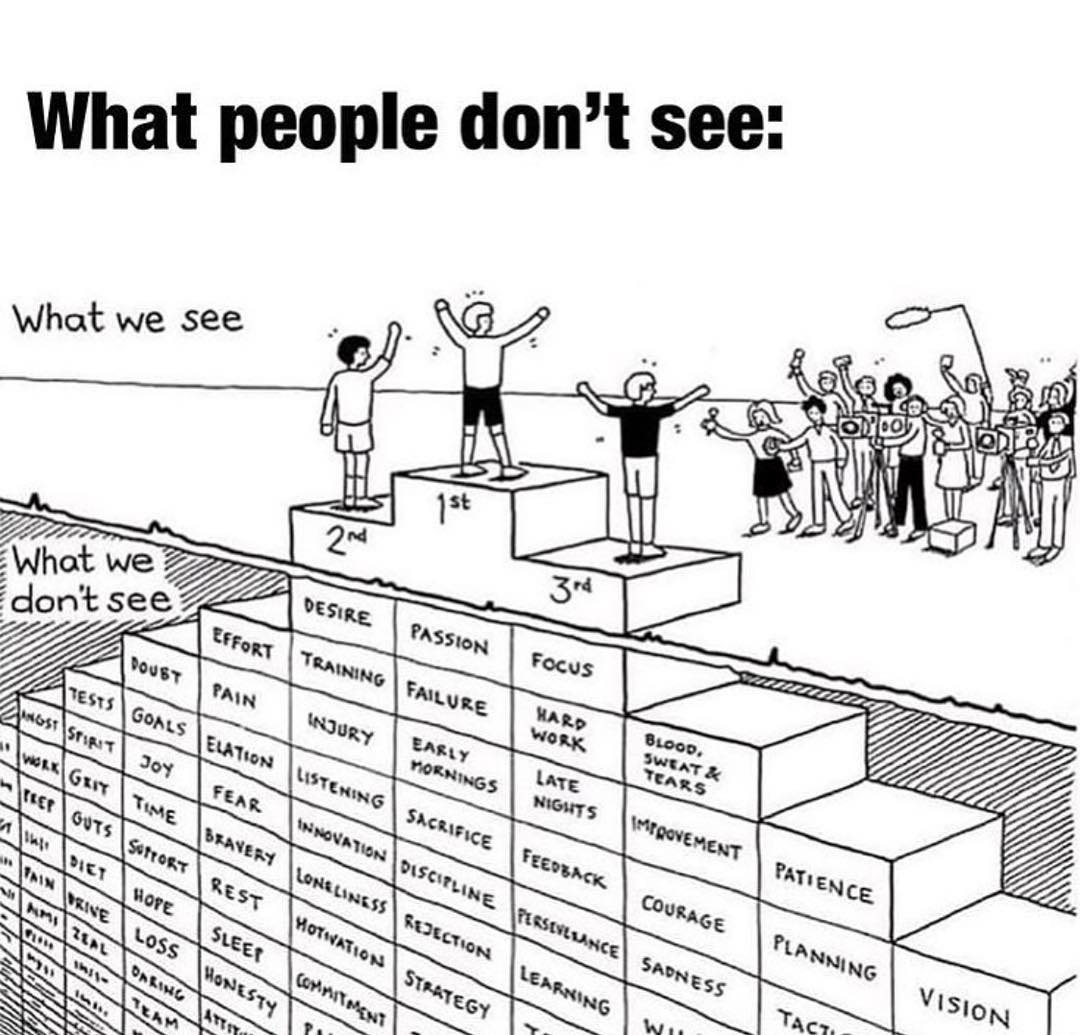 What people don't see:
What we see
1st
2nd
3rd
What we
don't see
DESIRE
PASSION
FOCUS
EFFORT
TRAINING
FAILURE
HARD
WORK
BLOOD,
SWEAT &
TEARS
DOUBT
PAIN
INJURY
EARLY
MORNINGS
LATE
NIGHTS
IMPROVEMENT
PATIENCE
TESTS
GOALS
ELATION
LISTENING
SACRIFICE
FEEDBACK
COURAGE
PLANNING
VISION
ANGST
SPIRIT
JOY
FEAR
INNOVATION
DISCIPLINE
PERSEVERANCE
SADNESS
WORK
GRIT
TIME
BRAVERY
LONELINESS
REJECTION
LEARNING
GUTS
SUPPORT
REST
MOTIVATION
STRATEGY
DIET
HOPE
SLEEP
COMMITMENT
PAIN
DRIVE
LOSS
HONESTY
ZEAL
DARING
TEAM